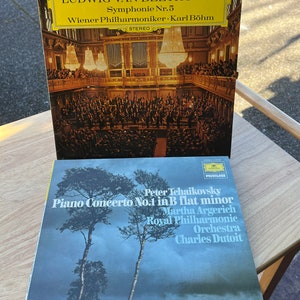 LUDWIG VAN BEETHOVEN
Symphonie Nr.5
Wiener Philharmoniker · Karl Böhm
STEREO
Peter Tchaikovsky
Piano Concerto No.1 in B flat minor
Martha Argerich
Royal Philharmonic
Orchestra
Charles Dutoit